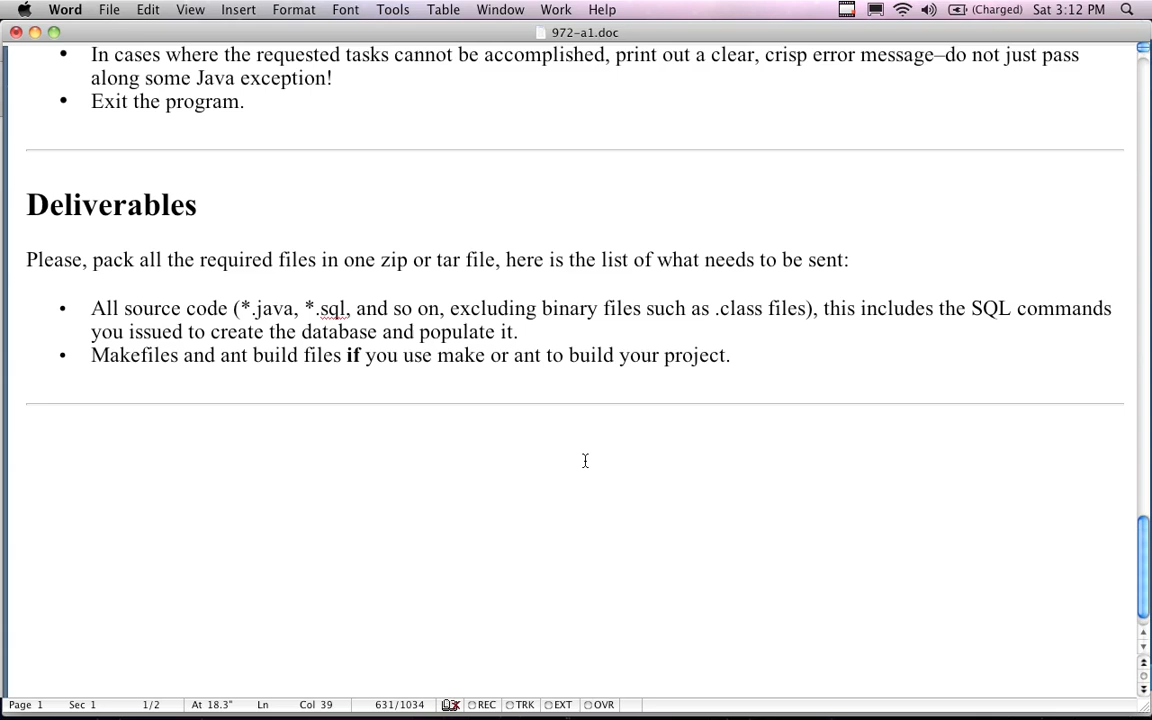 Word File Edit View Insert Format Font Tools Table Window Work Help (Charged) Sat 3:12 PM
972-a1.doc
• In cases where the requested tasks cannot be accomplished, print out a clear, crisp error message–do not just pass
along some Java exception!
• Exit the program.
Deliverables
Please, pack all the required files in one zip or tar file, here is the list of what needs to be sent:
• All source code (*.java, *.sql, and so on, excluding binary files such as .class files), this includes the SQL commands
you issued to create the database and populate it.
• Makefiles and ant build files if you use make or ant to build your project.
Page 1 Sec 1 1/2 At 18.3" Ln Col 39 631/1034 REC TRK EXT OVR